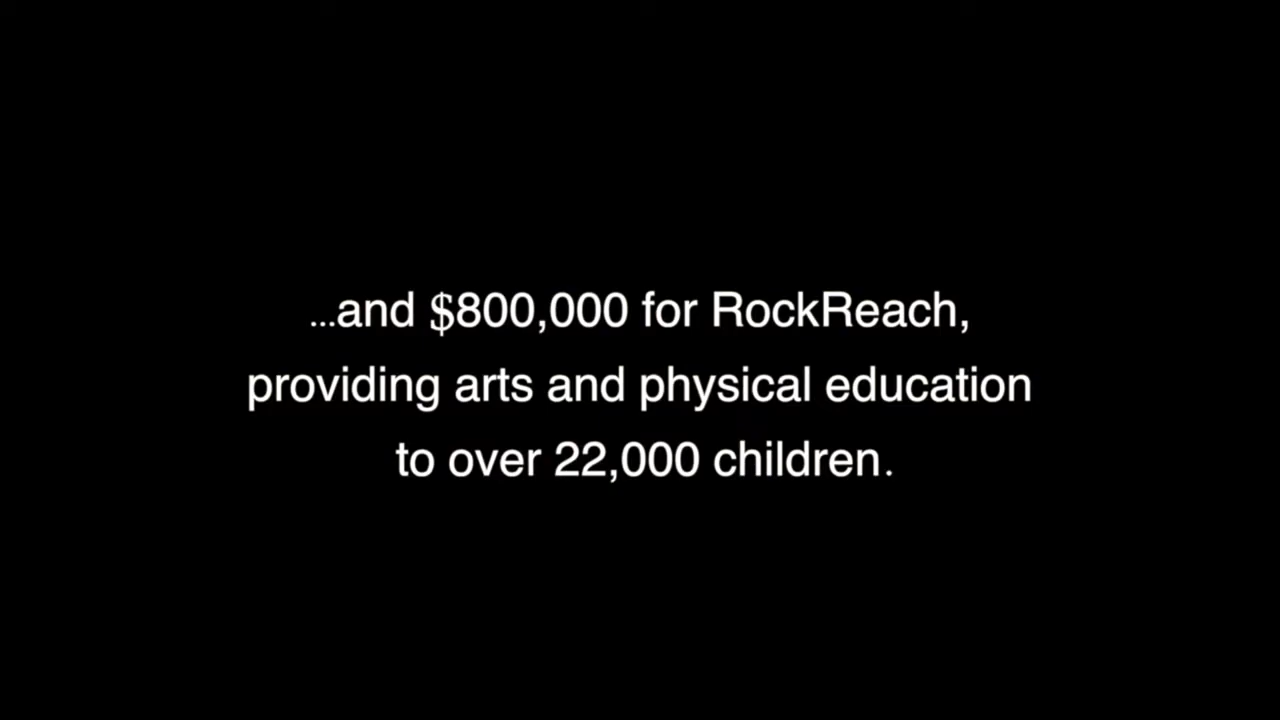 ...and $800,000 for RockReach,
providing arts and physical education
to over 22,000 children.